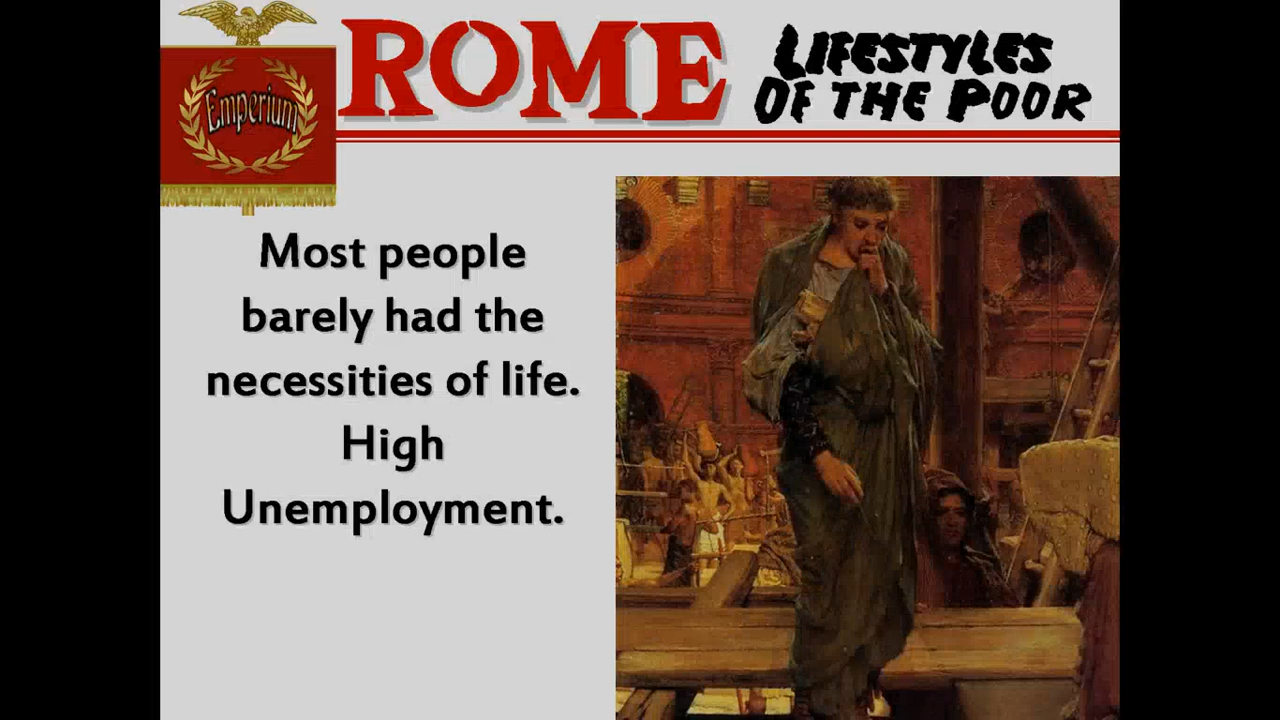 Emperium
ROME
LIFESTYLES
OF THE POOR
Most people
barely had the
necessities of life.
High
Unemployment.